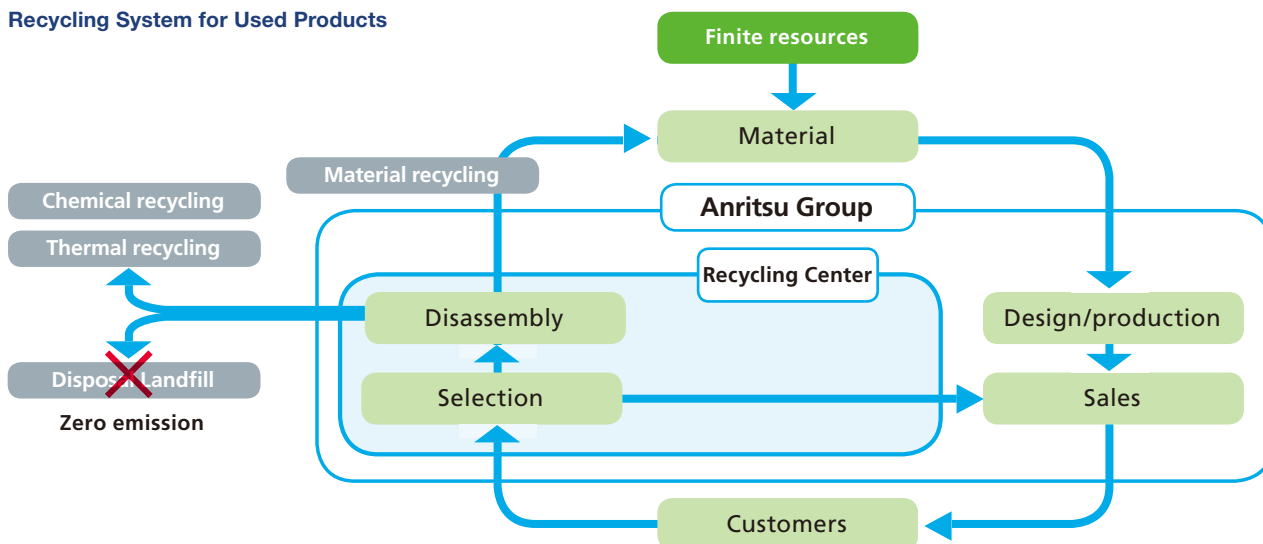 Recycling System for Used Products
Finite resources
Material
Material recycling
Chemical recycling
Thermal recycling
Anritsu Group
Recycling Center
Disassembly
Design/production
Disposal Landfill
Zero emission
Selection
Sales
Customers